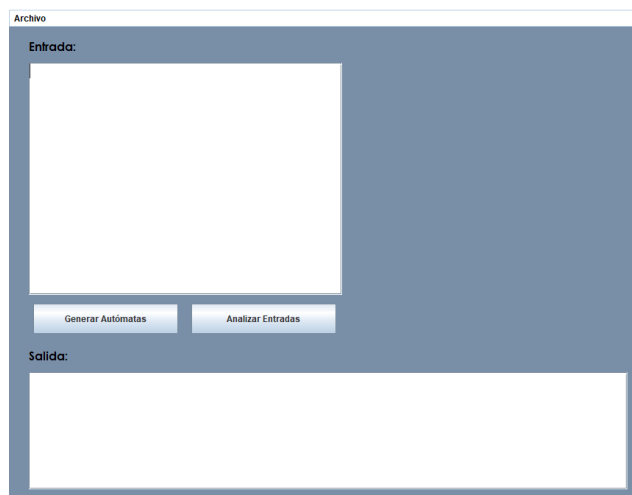 Archivo
Entrada:
Generar Autómatas
Analizar Entradas
Salida: